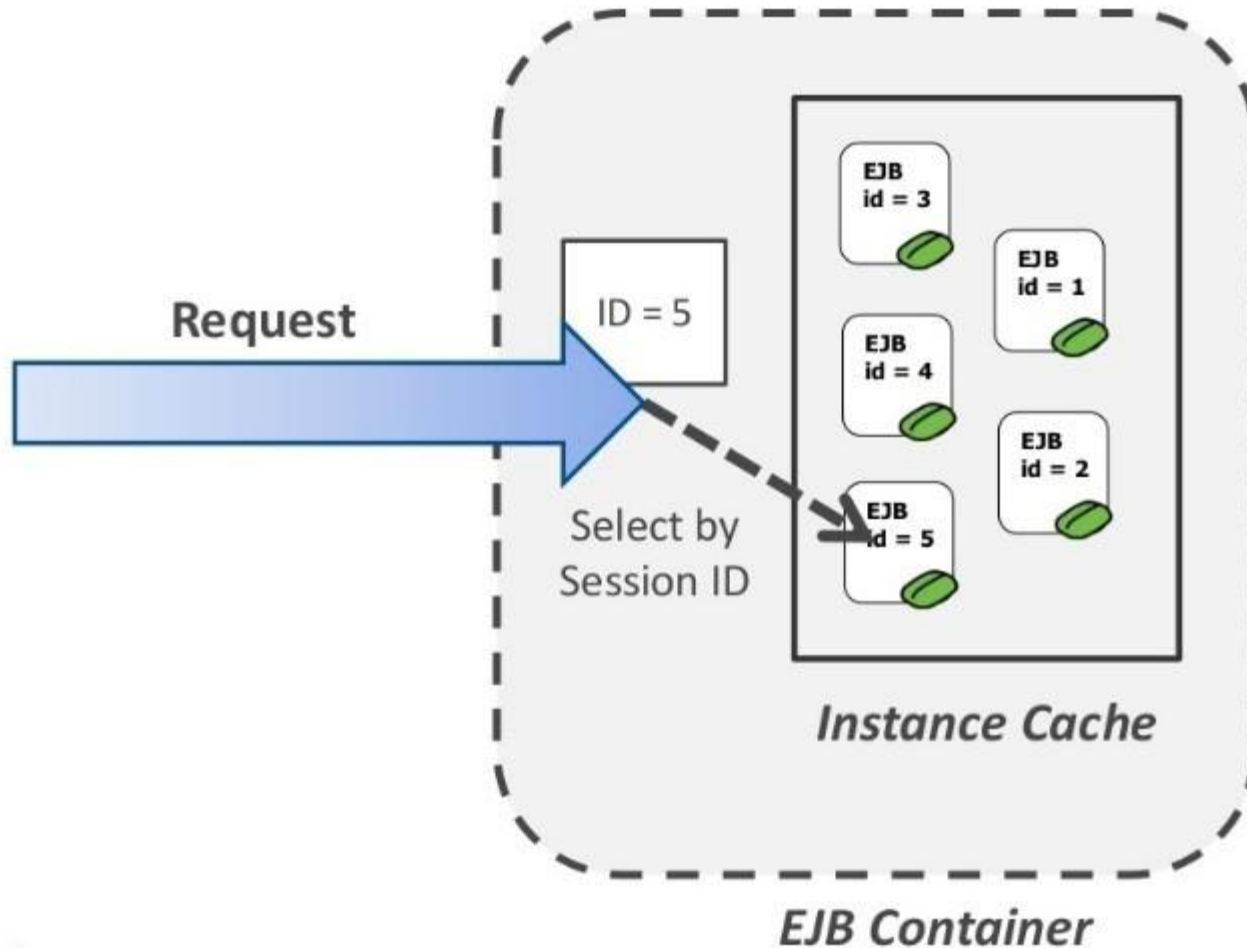 Request
ID = 5
Select by
Session ID
EJB
id = 3
EJB
id = 1
EJB
id = 4
EJB
id = 2
EJB
id = 5
Instance Cache
EJB Container